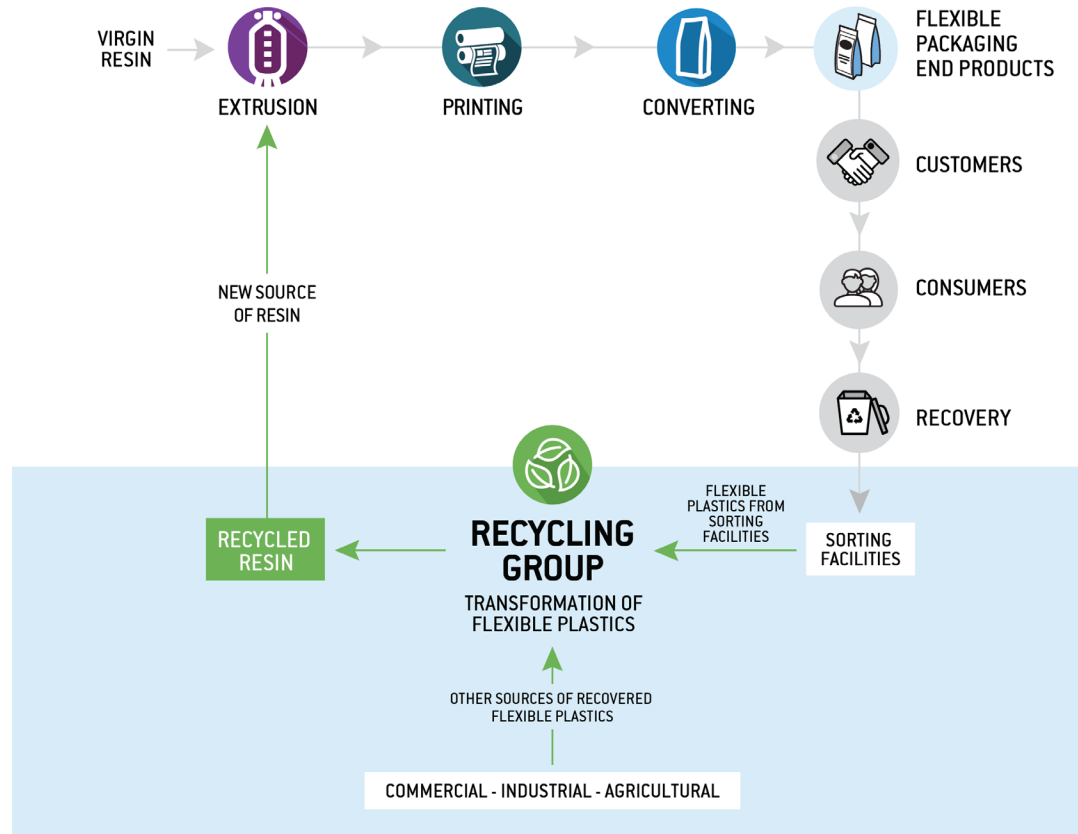 VIRGIN
RESIN
EXTRUSION
PRINTING
CONVERTING
FLEXIBLE
PACKAGING
END PRODUCTS
CUSTOMERS
CONSUMERS
RECOVERY
NEW SOURCE
OF RESIN
RECYCLED
RESIN
RECYCLING
GROUP
TRANSFORMATION OF
FLEXIBLE PLASTICS
FLEXIBLE
PLASTICS FROM
SORTING
FACILITIES
SORTING
FACILITIES
OTHER SOURCES OF RECOVERED
FLEXIBLE PLASTICS
COMMERCIAL - INDUSTRIAL - AGRICULTURAL